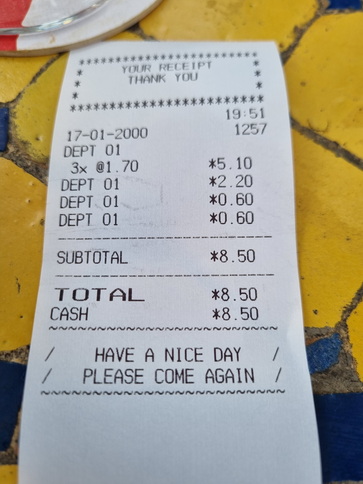 *************************
* YOUR RECEIPT *
* THANK YOU *
*************************
19:51
17-01-2000 1257
DEPT 01
3x @1.70 *5.10
DEPT 01 *2.20
DEPT 01 *0.60
DEPT 01 *0.60
SUBTOTAL *8.50
TOTAL *8.50
CASH *8.50
/ HAVE A NICE DAY /
/ PLEASE COME AGAIN /